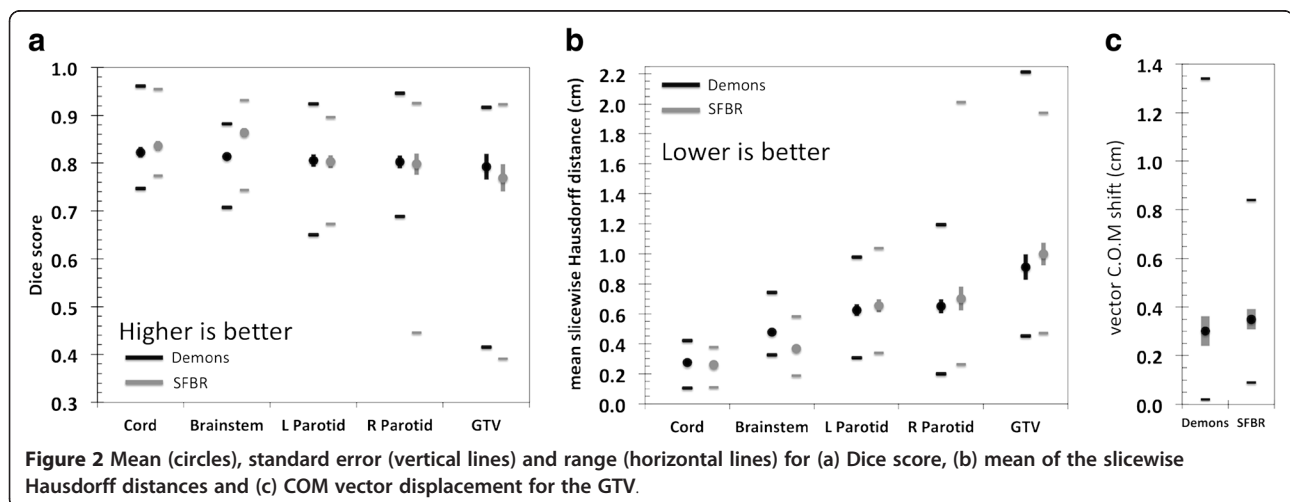 a
1.0
0.9
0.8
0.7
0.6
0.5
0.4
0.3
Dice score
Higher is better
Demons
SFBR
Cord Brainstem L Parotid R Parotid GTV
b
2.2
2.0
1.8
1.6
1.4
1.2
1.0
0.8
0.6
0.4
0.2
0.0
mean slicewise Hausdorff distance (cm)
Demons
SFBR
Lower is better
Cord Brainstem L Parotid R Parotid GTV
c
1.4
1.2
1.0
0.8
0.6
0.4
0.2
0.0
vector C.O.M shift (cm)
Demons SFBR
Figure 2 Mean (circles), standard error (vertical lines) and range (horizontal lines) for (a) Dice score, (b) mean of the slicewise
Hausdorff distances and (c) COM vector displacement for the GTV.